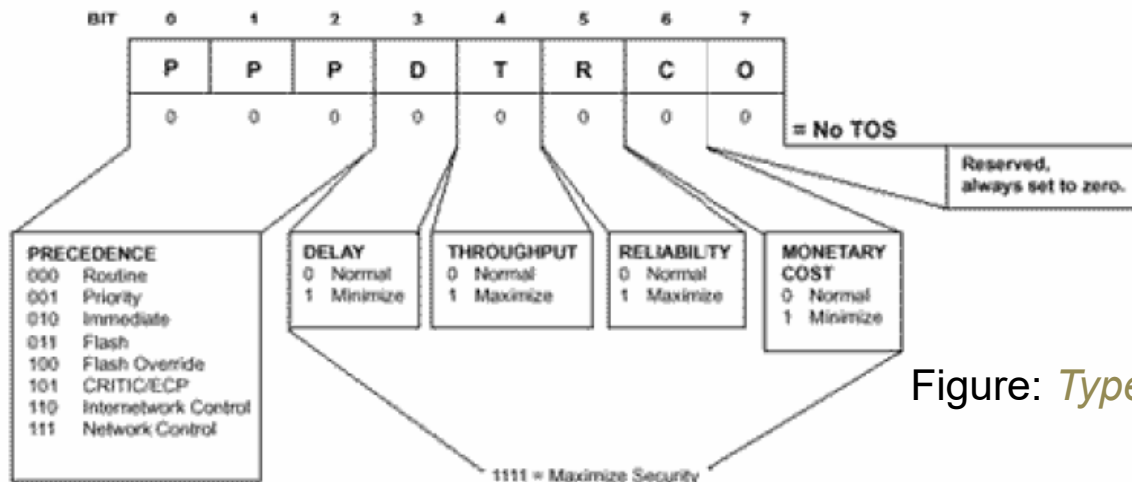 BIT 0 1 2 3 4 5 6 7
P P P D T R C O
0 0 0 0 0 0 0 0
= No TOS
Reserved,
always set to zero.
PRECEDENCE
000 Routine
001 Priority
010 Immediate
011 Flash
100 Flash Override
101 CRITIC/ECP
110 Internetwork Control
111 Network Control
DELAY
0 Normal
1 Minimize
THROUGHPUT
0 Normal
1 Maximize
RELIABILITY
0 Normal
1 Maximize
MONETARY
COST
0 Normal
1 Minimize
Figure: Type
1111 = Maximize Security